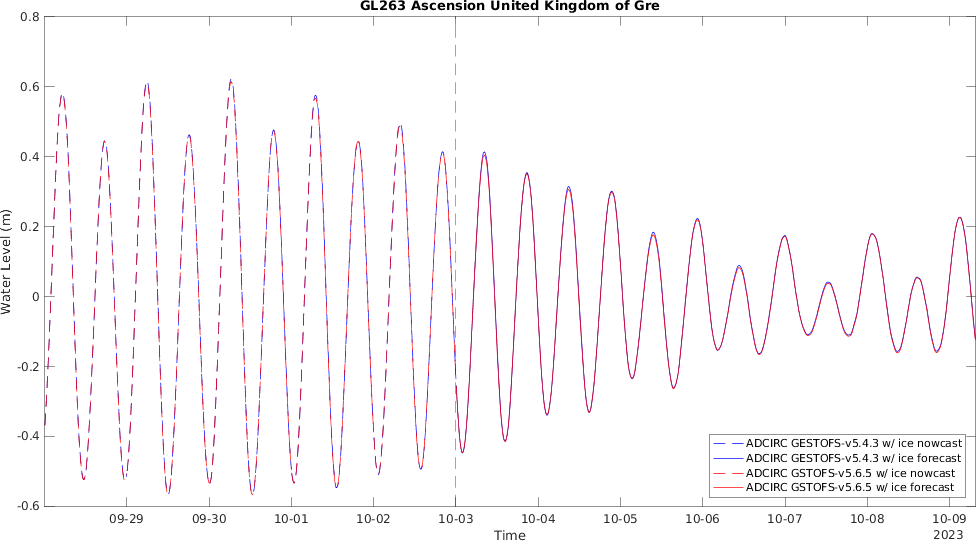 GL263 Ascension United Kingdom of Gre
0.8
0.6
0.4
0.2
0
-0.2
-0.4
-0.6
Water Level (m)
09-29 09-30 10-01 10-02 10-03 10-04 10-05 10-06 10-07 10-08 10-09
2023
Time
ADCIRC GESTOFS-v5.4.3 w/ ice nowcast
ADCIRC GESTOFS-v5.4.3 w/ ice forecast
ADCIRC GSTOFS-v5.6.5 w/ ice nowcast
ADCIRC GSTOFS-v5.6.5 w/ ice forecast